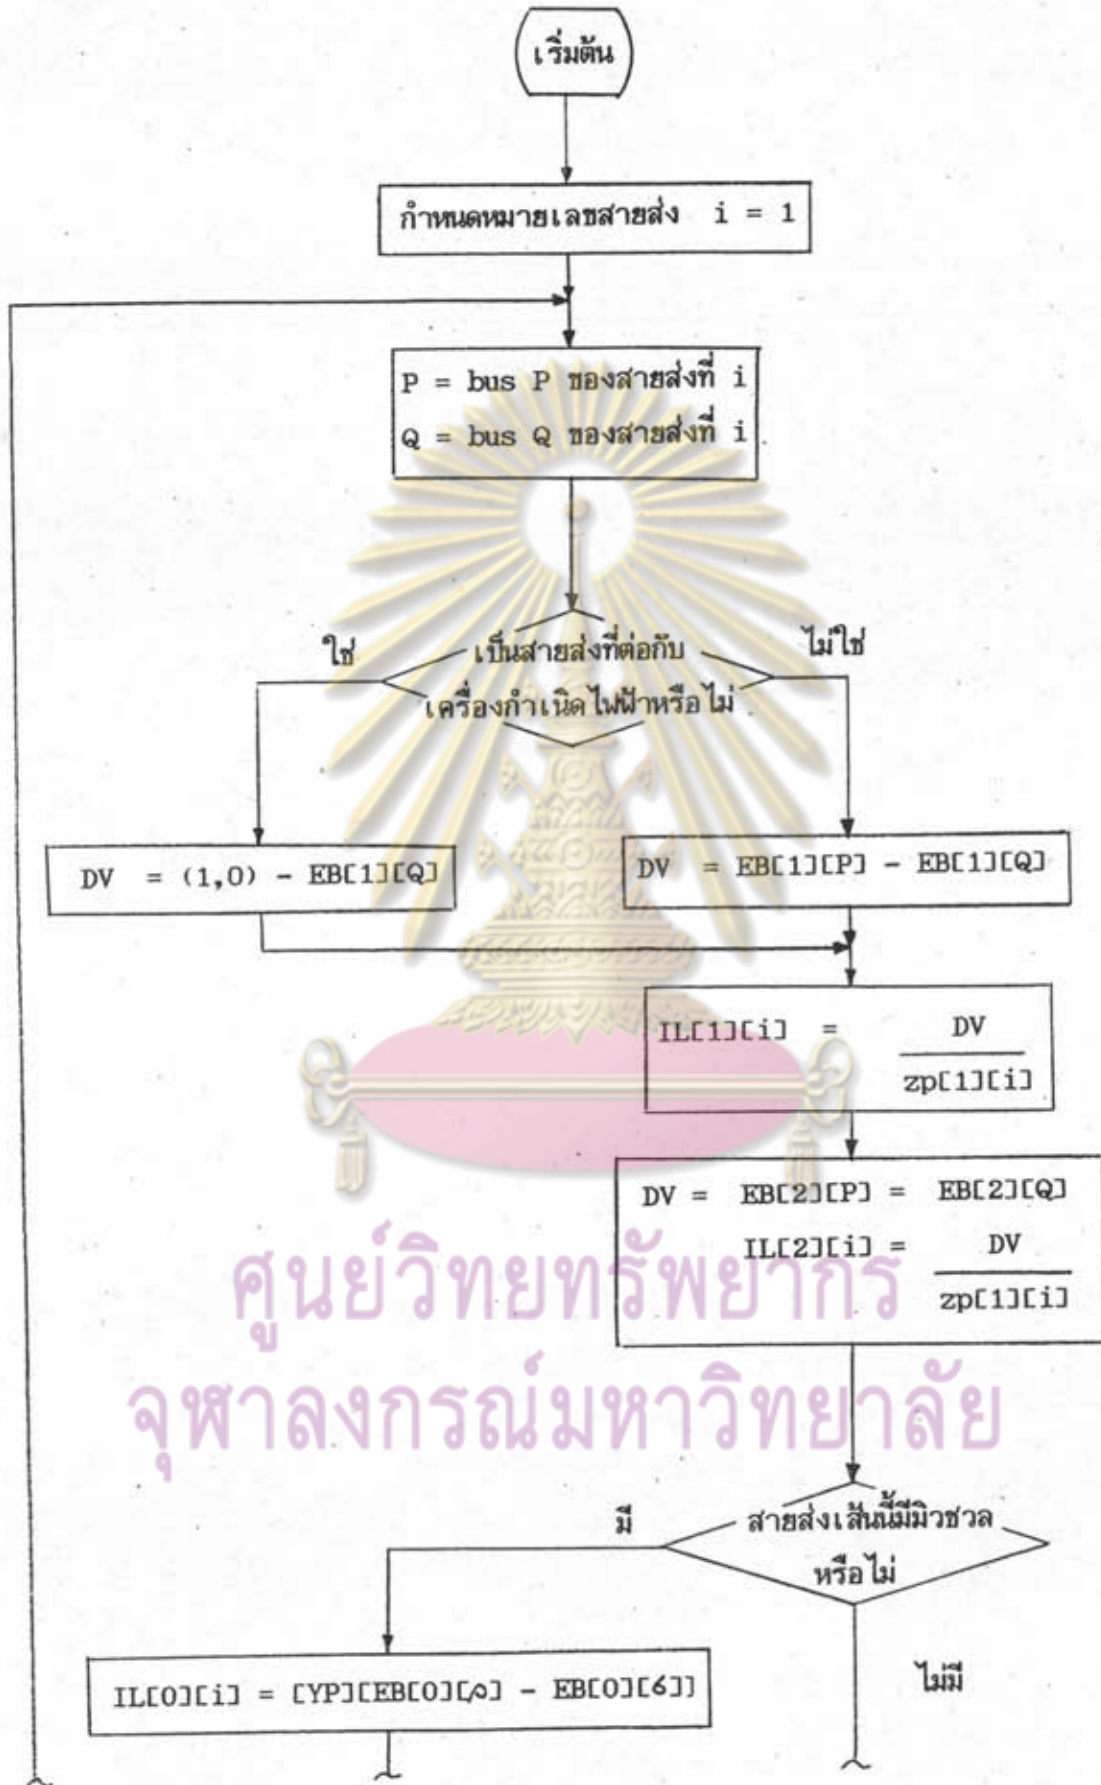 เริ่มต้น
กำหนดหมายเลขสายส่ง i = 1
P = bus P ของสายส่งที่ i
Q = bus Q ของสายส่งที่ i
ใช่
เป็นสายส่งที่ต่อกับ
ไม่ใช่
เครื่องกำเนิดไฟฟ้าหรือไม่
DV = (1,0) - EB[1][Q]
DV = EB[1][P] - EB[1][Q]
IL[1][i] = DV
zp[1][i]
DV = EB[2][P] = EB[2][Q]
IL[2][i] = DV
zp[1][i]
ศูนย์วิทยทรัพยากร
จุฬาลงกรณ์มหาวิทยาลัย
มี
สายส่งเส้นนี้มีมิวชวล
หรือไม่
ไม่มี
IL[0][i] = [YP][EB[0][ρ] - EB[0][6]]